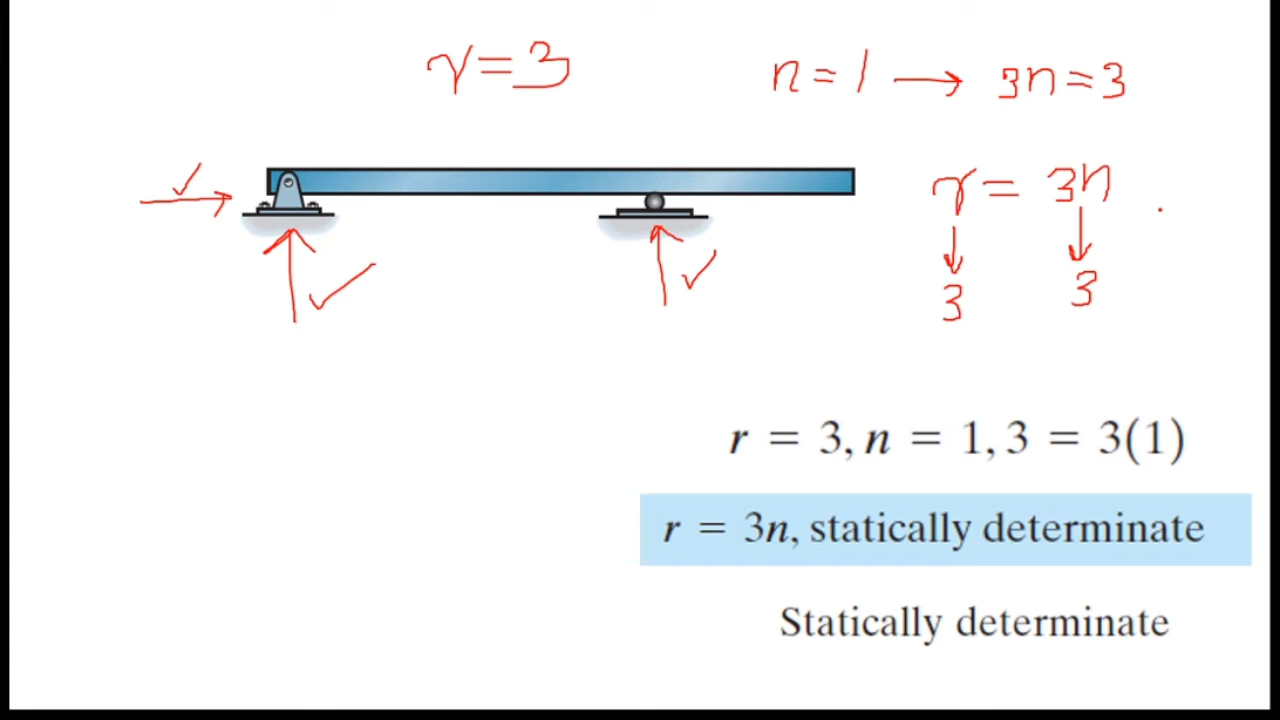 r = 3
n = 1 → 3n = 3
r = 3n
↓ ↓
3 3
r = 3, n = 1, 3 = 3(1)
r = 3n, statically determinate
Statically determinate